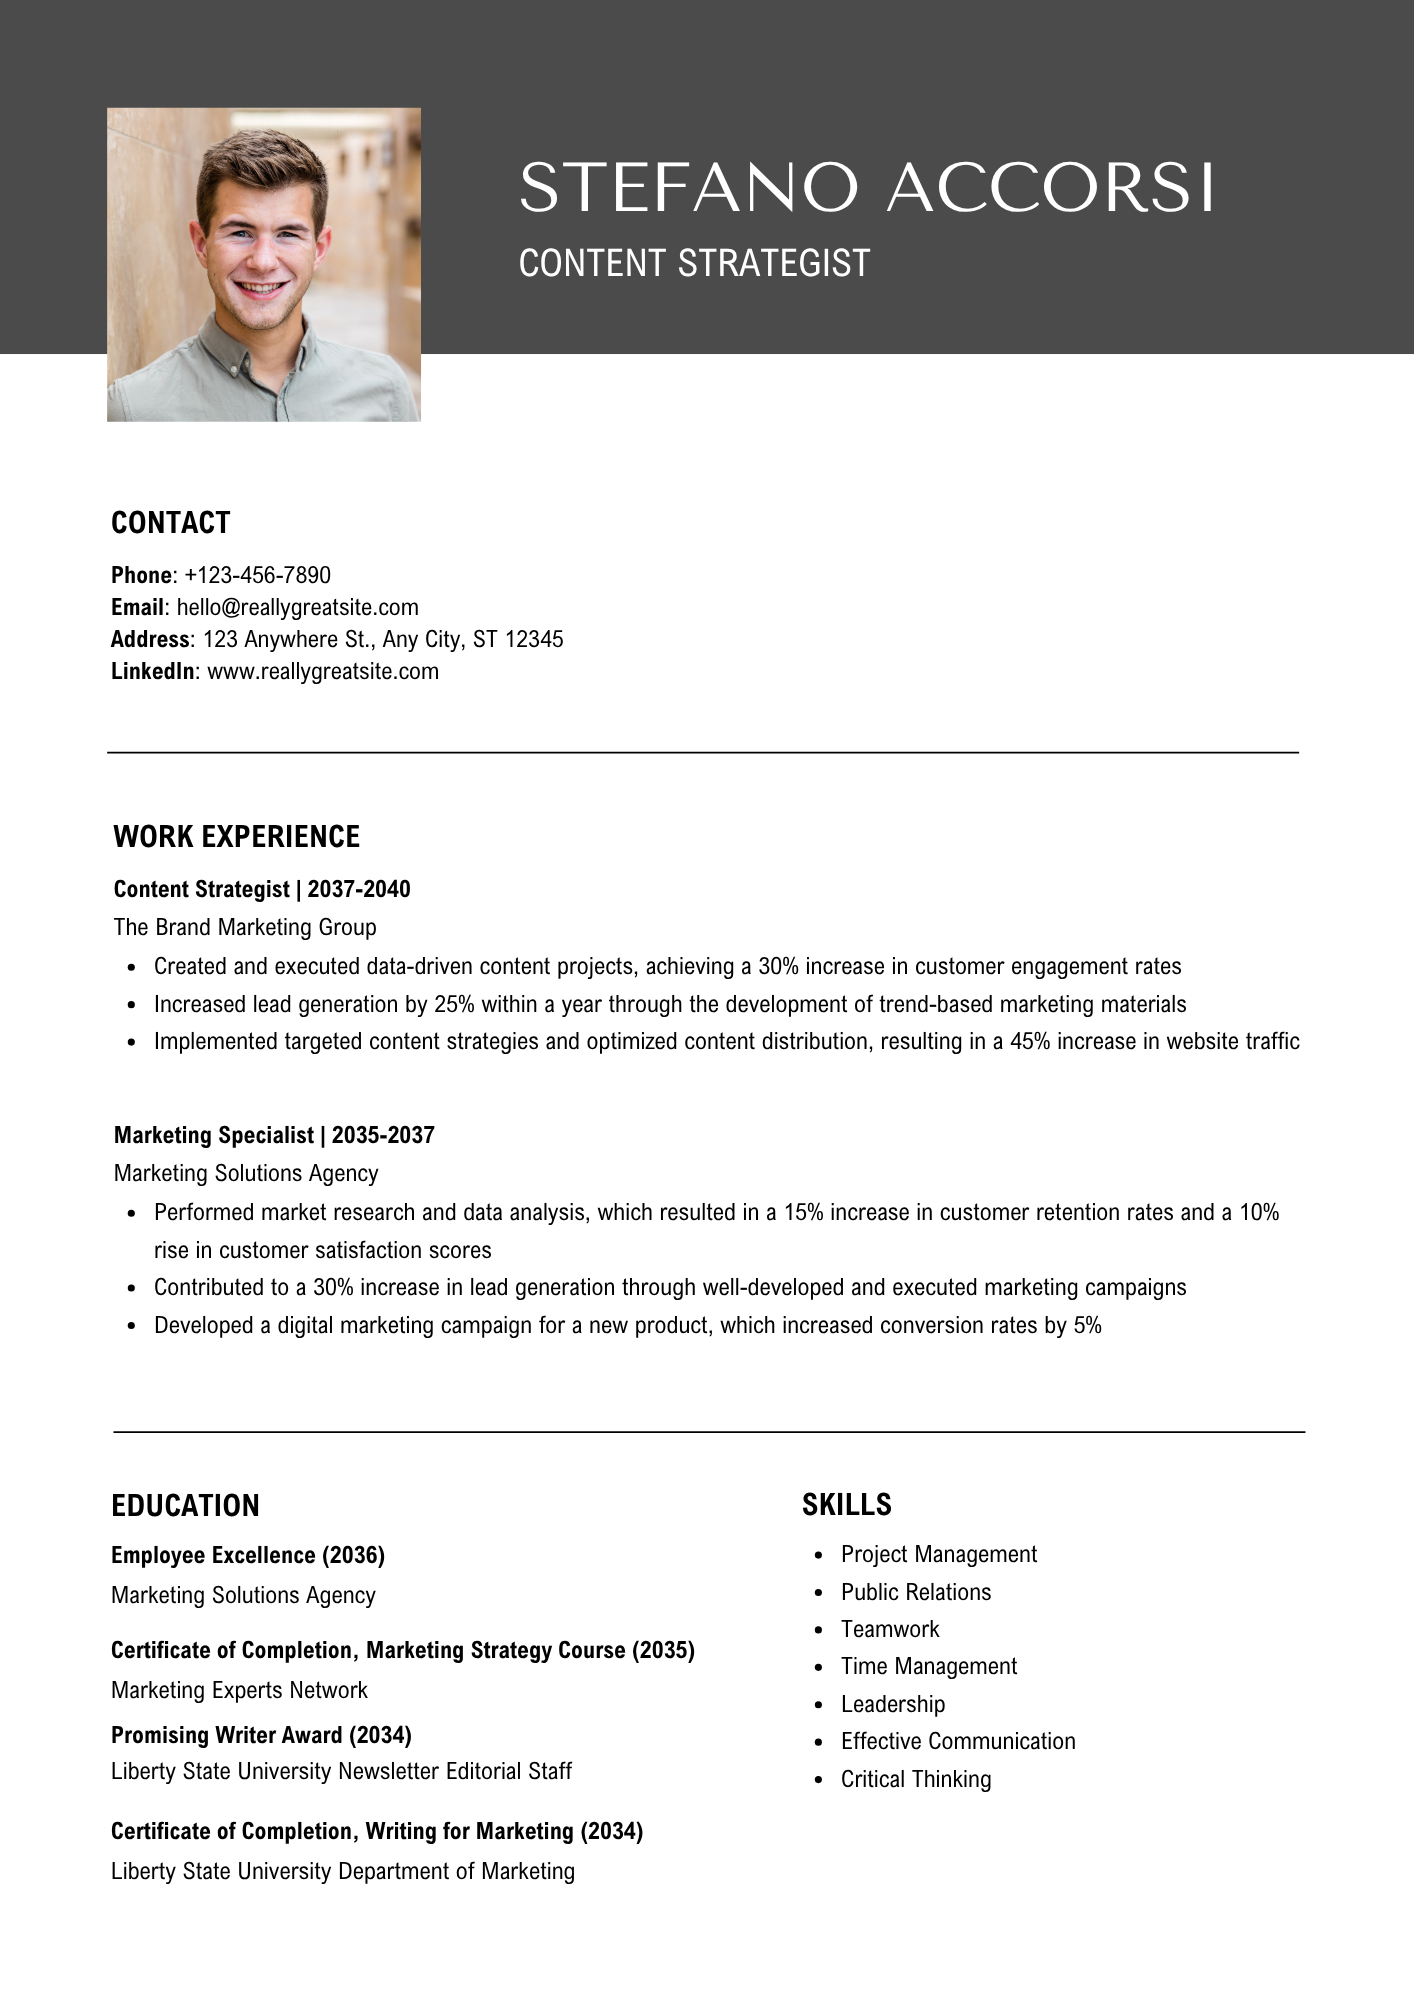 STEFANO ACCORSI
CONTENT STRATEGIST
CONTACT
Phone: +123-456-7890
Email: hello@reallygreatsite.com
Address: 123 Anywhere St., Any City, ST 12345
LinkedIn: www.reallygreatsite.com
WORK EXPERIENCE
Content Strategist | 2037-2040
The Brand Marketing Group
• Created and executed data-driven content projects, achieving a 30% increase in customer engagement rates
• Increased lead generation by 25% within a year through the development of trend-based marketing materials
• Implemented targeted content strategies and optimized content distribution, resulting in a 45% increase in website traffic
Marketing Specialist | 2035-2037
Marketing Solutions Agency
• Performed market research and data analysis, which resulted in a 15% increase in customer retention rates and a 10%
rise in customer satisfaction scores
• Contributed to a 30% increase in lead generation through well-developed and executed marketing campaigns
• Developed a digital marketing campaign for a new product, which increased conversion rates by 5%
EDUCATION
Employee Excellence (2036)
Marketing Solutions Agency
Certificate of Completion, Marketing Strategy Course (2035)
Marketing Experts Network
Promising Writer Award (2034)
Liberty State University Newsletter Editorial Staff
Certificate of Completion, Writing for Marketing (2034)
Liberty State University Department of Marketing
SKILLS
• Project Management
• Public Relations
• Teamwork
• Time Management
• Leadership
• Effective Communication
• Critical Thinking